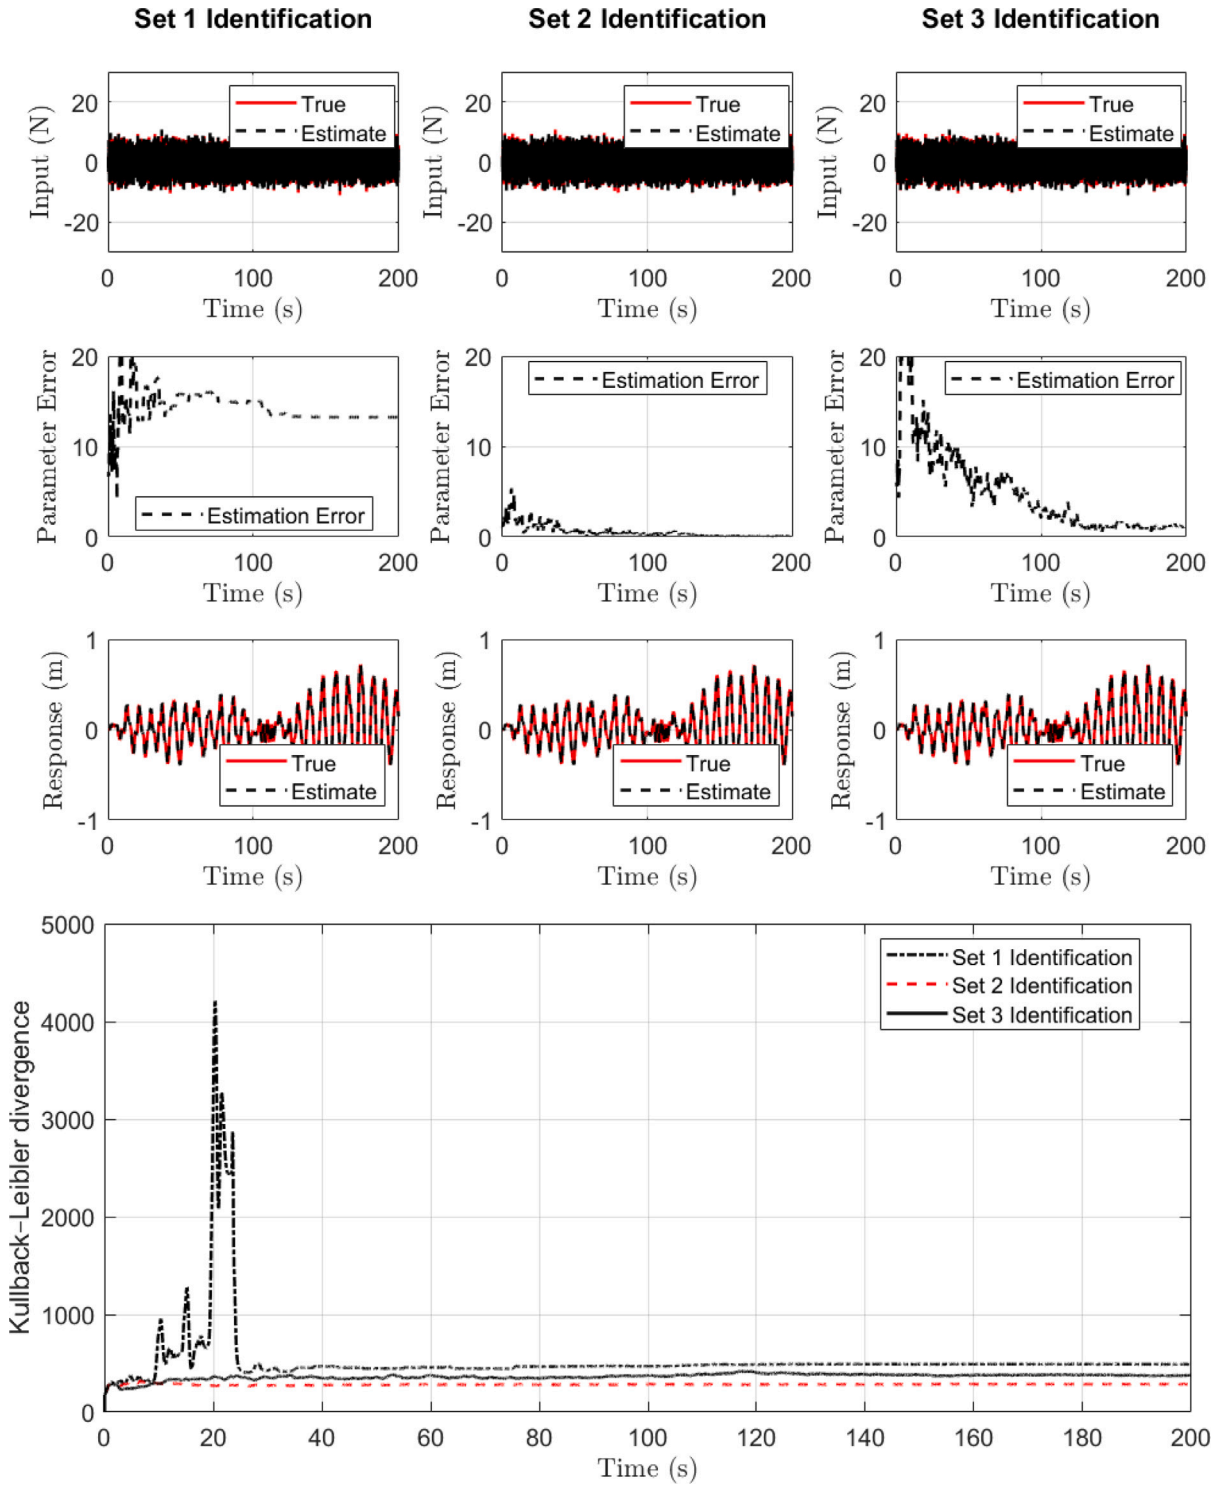 Set 1 Identification
Set 2 Identification
Set 3 Identification
Input (N)
20
0
-20
True
Estimate
0
100
200
Time (s)
Input (N)
20
0
-20
True
Estimate
0
100
200
Time (s)
Input (N)
20
0
-20
True
Estimate
0
100
200
Time (s)
Parameter Error
20
10
0
Estimation Error
0
100
200
Time (s)
Parameter Error
20
10
0
Estimation Error
0
100
200
Time (s)
Parameter Error
20
10
0
Estimation Error
0
100
200
Time (s)
Response (m)
1
0
-1
True
Estimate
0
100
200
Time (s)
Response (m)
1
0
-1
True
Estimate
0
100
200
Time (s)
Response (m)
1
0
-1
True
Estimate
0
100
200
Time (s)
Kullback–Leibler divergence
5000
4000
3000
2000
1000
0
Set 1 Identification
Set 2 Identification
Set 3 Identification
0
20
40
60
80
100
120
140
160
180
200
Time (s)